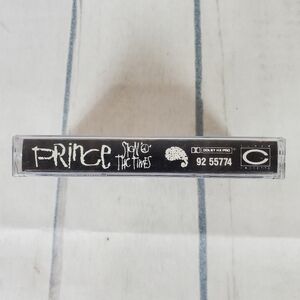 PRINCE
SIGN ☮
THE TIMES
DOLBY HX PRO
92 55774
C